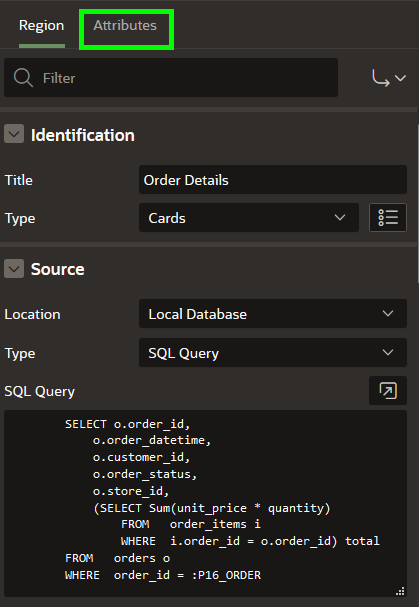 Region Attributes
Filter
Identification
Title Order Details
Type Cards
Source
Location Local Database
Type SQL Query
SQL Query
SELECT o.order_id,
o.order_datetime,
o.customer_id,
o.order_status,
o.store_id,
(SELECT Sum(unit_price * quantity)
FROM order_items i
WHERE i.order_id = o.order_id) total
FROM orders o
WHERE order_id = :P16_ORDER